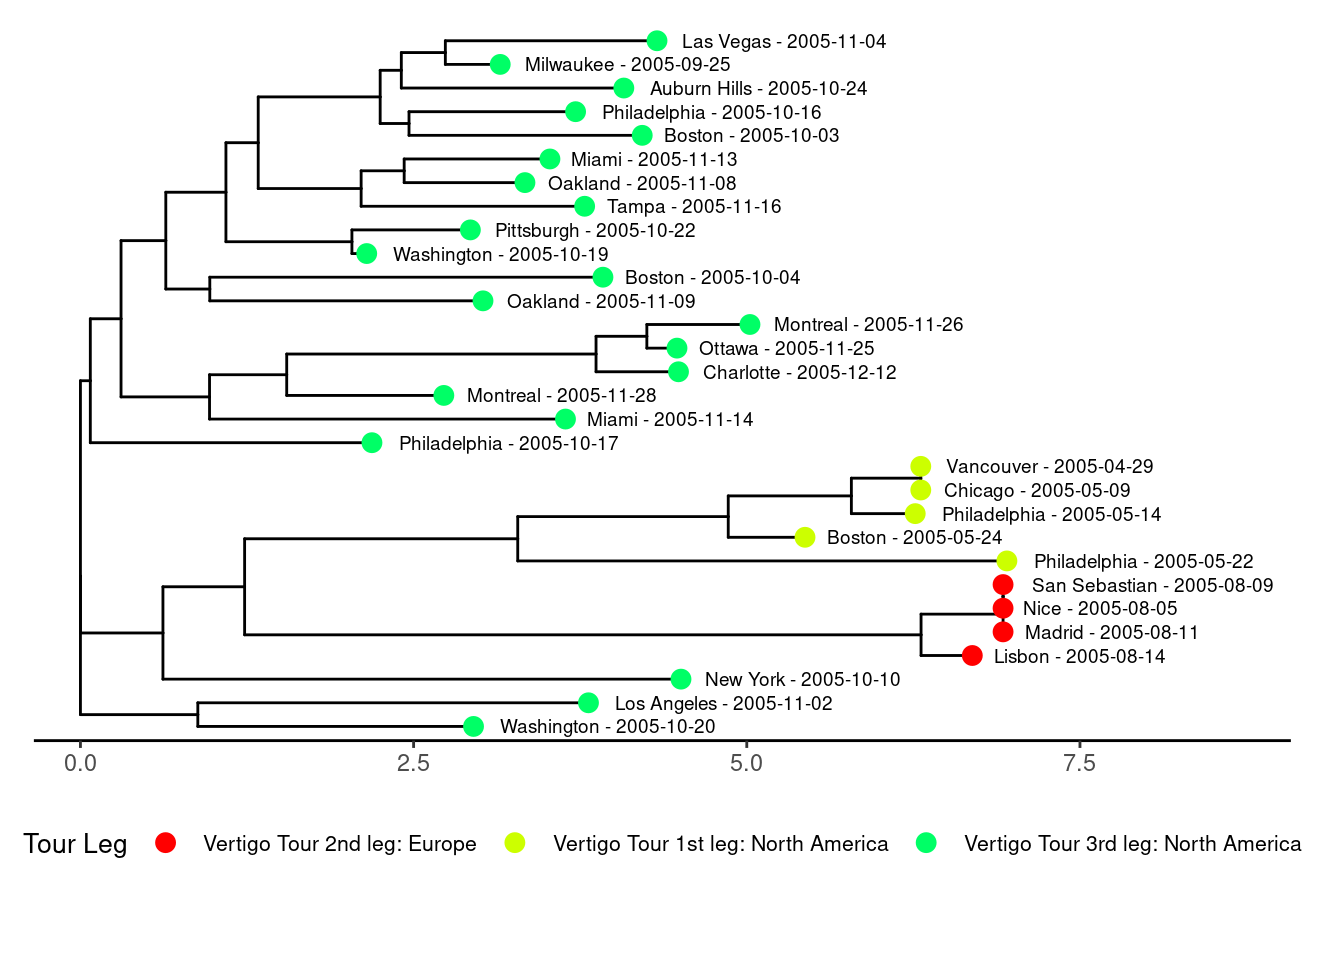 Las Vegas - 2005-11-04
Milwaukee - 2005-09-25
Auburn Hills - 2005-10-24
Philadelphia - 2005-10-16
Boston - 2005-10-03
Miami - 2005-11-13
Oakland - 2005-11-08
Tampa - 2005-11-16
Pittsburgh - 2005-10-22
Washington - 2005-10-19
Boston - 2005-10-04
Oakland - 2005-11-09
Montreal - 2005-11-26
Ottawa - 2005-11-25
Charlotte - 2005-12-12
Montreal - 2005-11-28
Miami - 2005-11-14
Philadelphia - 2005-10-17
Vancouver - 2005-04-29
Chicago - 2005-05-09
Philadelphia - 2005-05-14
Boston - 2005-05-24
Philadelphia - 2005-05-22
San Sebastian - 2005-08-09
Nice - 2005-08-05
Madrid - 2005-08-11
Lisbon - 2005-08-14
New York - 2005-10-10
Los Angeles - 2005-11-02
Washington - 2005-10-20
0.0 2.5 5.0 7.5
Tour Leg Vertigo Tour 2nd leg: Europe Vertigo Tour 1st leg: North America Vertigo Tour 3rd leg: North America